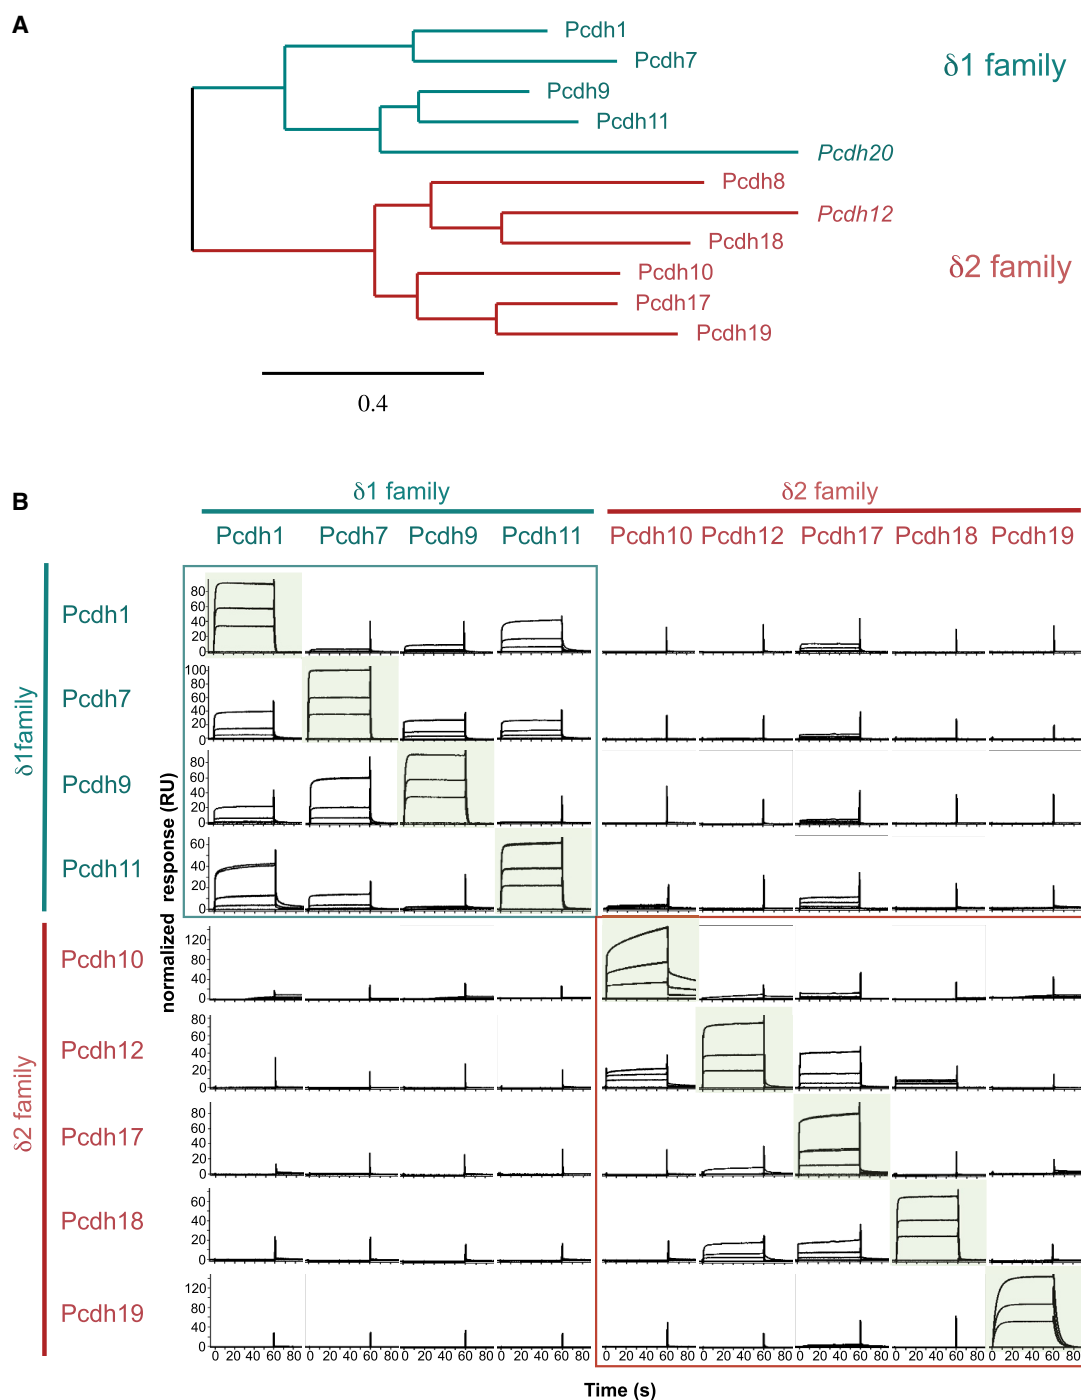 A
Pcdh1
Pcdh7
δ1 family
Pcdh9
Pcdh11
Pcdh20
Pcdh8
Pcdh12
Pcdh18
δ2 family
Pcdh10
Pcdh17
Pcdh19
0.4
B
δ1 family δ2 family
Pcdh1 Pcdh7 Pcdh9 Pcdh11 Pcdh10 Pcdh12 Pcdh17 Pcdh18 Pcdh19
δ1family
δ2 family
normalized response (RU)
Pcdh1
80
60
40
20
0
Pcdh7
100
80
60
40
20
0
Pcdh9
80
60
40
20
0
Pcdh11
60
40
20
0
Pcdh10
120
80
40
0
Pcdh12
80
60
40
20
0
Pcdh17
80
60
40
20
0
Pcdh18
60
40
20
0
Pcdh19
120
80
40
0
0 20 40 60 80 0 20 40 60 80 0 20 40 60 80 0 20 40 60 80 0 20 40 60 80 0 20 40 60 80 0 20 40 60 80 0 20 40 60 80 0 20 40 60 80
Time (s)